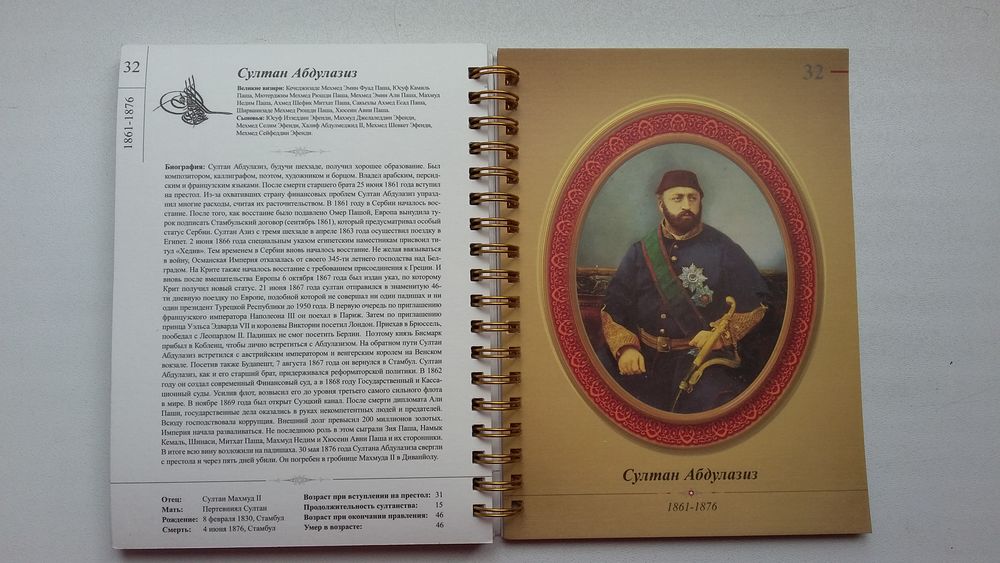 32
1861-1876
Султан Абдулазиз
Великие визири: Кечеджизаде Мехмед Эмин Фуад Паша, Юсуф Камиль
Паша, Мютерджим Мехмед Рюшди Паша, Мехмед Эмин Али Паша, Махмуд
Недим Паша, Ахмед Шефик Митхат Паша, Сакызлы Ахмед Есад Паша,
Ширванизаде Мехмед Рюшди Паша, Хюсеин Авни Паша.
Сыновья: Юсуф Иззеддин Эфенди, Махмуд Джелаледдин Эфенди,
Мехмед Селим Эфенди, Халиф Абдулмеджид II, Мехмед Шевкет Эфенди,
Мехмед Сейфеддин Эфенди
Биография: Султан Абдулазиз, будучи шехзаде, получил хорошее образование. Был
композитором, каллиграфом, поэтом, художником и борцом. Владел арабским, персид-
ским и французским языками. После смерти старшего брата 25 июня 1861 года вступил
на престол. Из-за охвативших страну финансовых проблем Султан Абдулазиз упразд-
нил многие расходы, считая их расточительством. В 1861 году в Сербии началось вос-
стание. После того, как восстание было подавлено Омер Пашой, Европа вынудила ту-
рок подписать Стамбульский договор (сентябрь 1861), который предусматривал особый
статус Сербии. Султан Азиз с тремя шехзаде в апреле 1863 года осуществил поездку в
Египет. 2 июня 1866 года специальным указом египетским наместникам присвоил ти-
тул «Хедив». Тем временем в Сербии вновь началось восстание. Не желая ввязываться
в войну, Османская Империя отказалась от своего 345-ти летнего господства над Бел-
градом. На Крите также началось восстание с требованием присоединения к Греции. И
вновь после вмешательства Европы 6 октября 1867 года был издан указ, по которому
Крит получил новый статус. 21 июня 1867 года султан отправился в знаменитую 46-
ти дневную поездку по Европе, подобной которой не совершал ни один падишах и ни
один президент Турецкой Республики до 1950 года. В первую очередь по приглашению
французского императора Наполеона III он поехал в Париж. Затем по приглашению
принца Уэльса Эдварда VII и королевы Виктории посетил Лондон. Приехав в Брюссель,
пообедал с Леопардом II. Падишах не смог посетить Берлин. Поэтому князь Бисмарк
прибыл в Кобленц, чтобы лично встретиться с Абдулазизом. На обратном пути Султан
Абдулазиз встретился с австрийским императором и венгерским королем на Венском
вокзале. Посетив также Будапешт, 7 августа 1867 года он вернулся в Стамбул. Султан
Абдулазиз, как и его старший брат, придерживался реформаторской политики. В 1862
году он создал современный Финансовый суд, а в 1868 году Государственный и Касса-
ционный суды. Усилив флот, возвысил его до уровня третьего самого сильного флота
в мире. В ноябре 1869 года был открыт Суэцкий канал. После смерти дипломата Али
Паши, государственные дела оказались в руках некомпетентных людей и предателей.
Всюду господствовала коррупция. Внешний долг превысил 200 миллионов золотых.
Империя начала разваливаться. Не последнюю роль в этом сыграли Зия Паша, Намык
Кемаль, Шинаси, Митхат Паша, Махмуд Недим и Хюсеин Авни Паша и их сторонники.
В итоге всю вину возложили на падишаха. 30 мая 1876 года Султана Абдулазиза свергли
с престола и через пять дней убили. Он погребен в гробнице Махмуда II в Диванйолу.
Отец: Султан Махмуд II
Мать: Пертевнияз Султан
Рождение: 8 февраля 1830, Стамбул
Смерть: 4 июня 1876, Стамбул
Возраст при вступлении на престол: 31
Продолжительность султанства: 15
Возраст при окончании правления: 46
Умер в возрасте: 46
32
Султан Абдулазиз
1861-1876